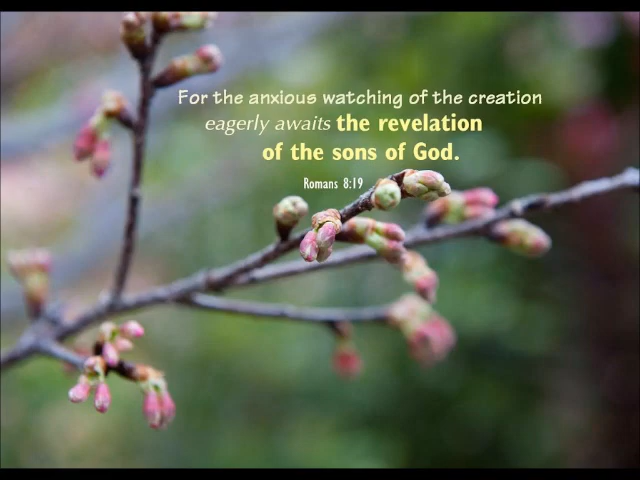 For the anxious watching of the creation
eagerly awaits the revelation
of the sons of God.
Romans 8:19